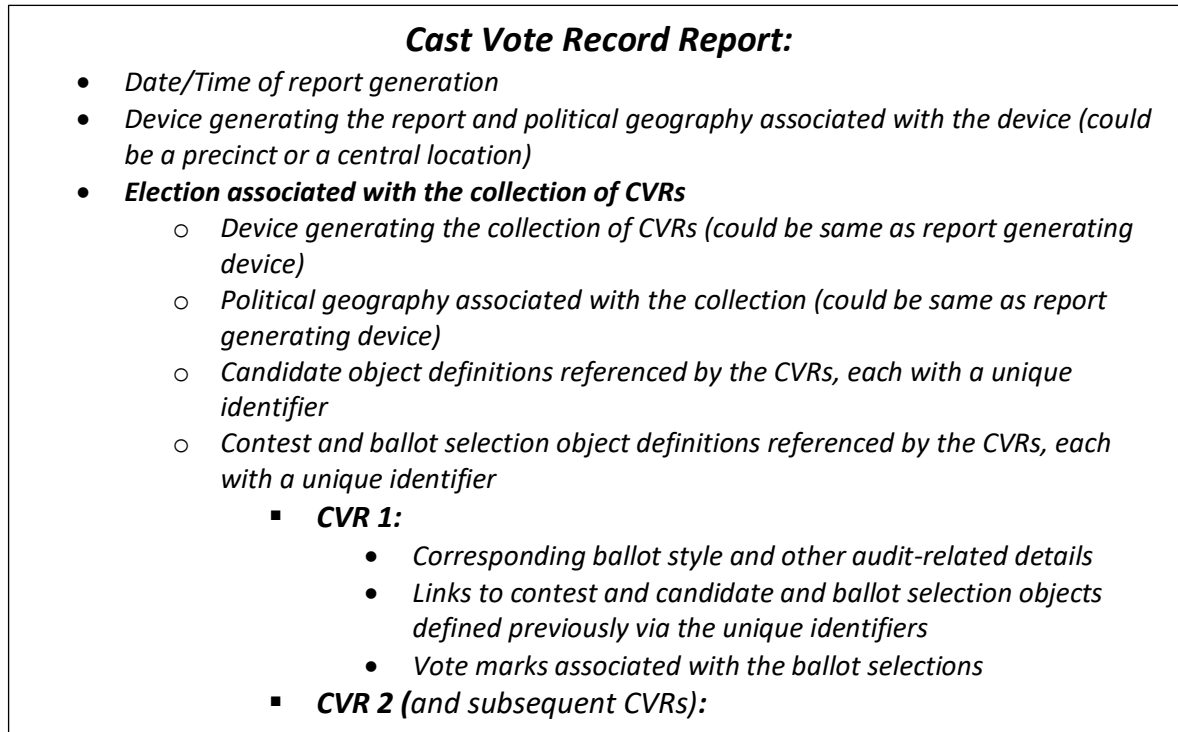 Cast Vote Record Report:
• Date/Time of report generation
• Device generating the report and political geography associated with the device (could
be a precinct or a central location)
• Election associated with the collection of CVRs
o Device generating the collection of CVRs (could be same as report generating
device)
o Political geography associated with the collection (could be same as report
generating device)
o Candidate object definitions referenced by the CVRs, each with a unique
identifier
o Contest and ballot selection object definitions referenced by the CVRs, each
with a unique identifier
▪ CVR 1:
• Corresponding ballot style and other audit-related details
• Links to contest and candidate and ballot selection objects
defined previously via the unique identifiers
• Vote marks associated with the ballot selections
▪ CVR 2 (and subsequent CVRs):